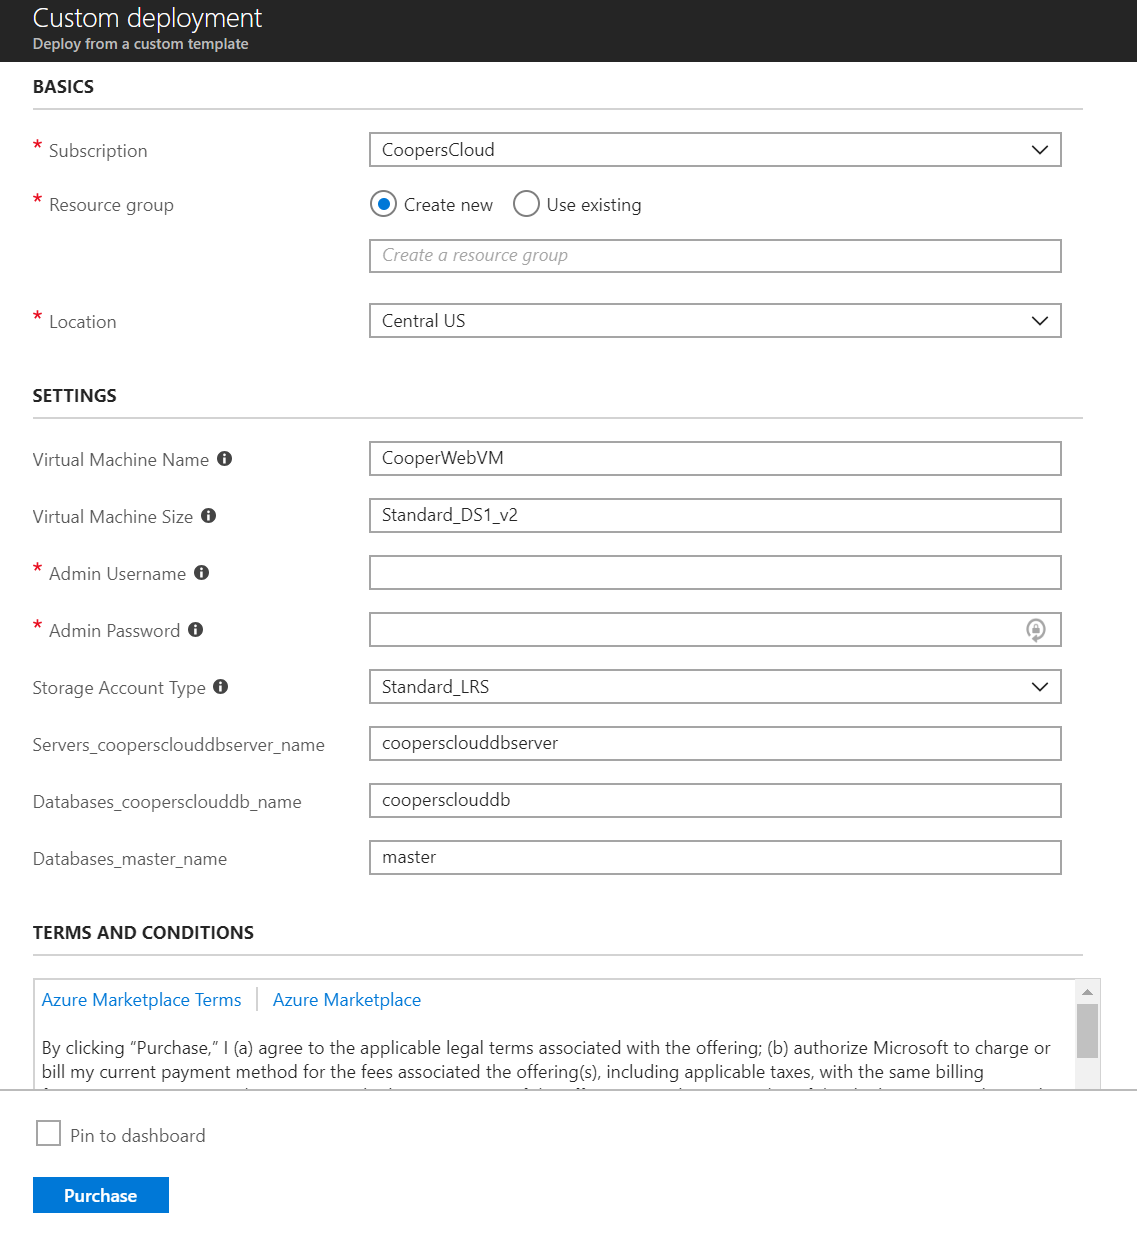 Custom deployment
Deploy from a custom template
BASICS
* Subscription
CoopersCloud
* Resource group
Create new
Use existing
Create a resource group
* Location
Central US
SETTINGS
Virtual Machine Name
CooperWebVM
Virtual Machine Size
Standard_DS1_v2
* Admin Username
* Admin Password
Storage Account Type
Standard_LRS
Servers_coopersclouddbserver_name
coopersclouddbserver
Databases_coopersclouddb_name
coopersclouddb
Databases_master_name
master
TERMS AND CONDITIONS
Azure Marketplace Terms | Azure Marketplace
By clicking “Purchase,” I (a) agree to the applicable legal terms associated with the offering; (b) authorize Microsoft to charge or
bill my current payment method for the fees associated the offering(s), including applicable taxes, with the same billing
Pin to dashboard
Purchase